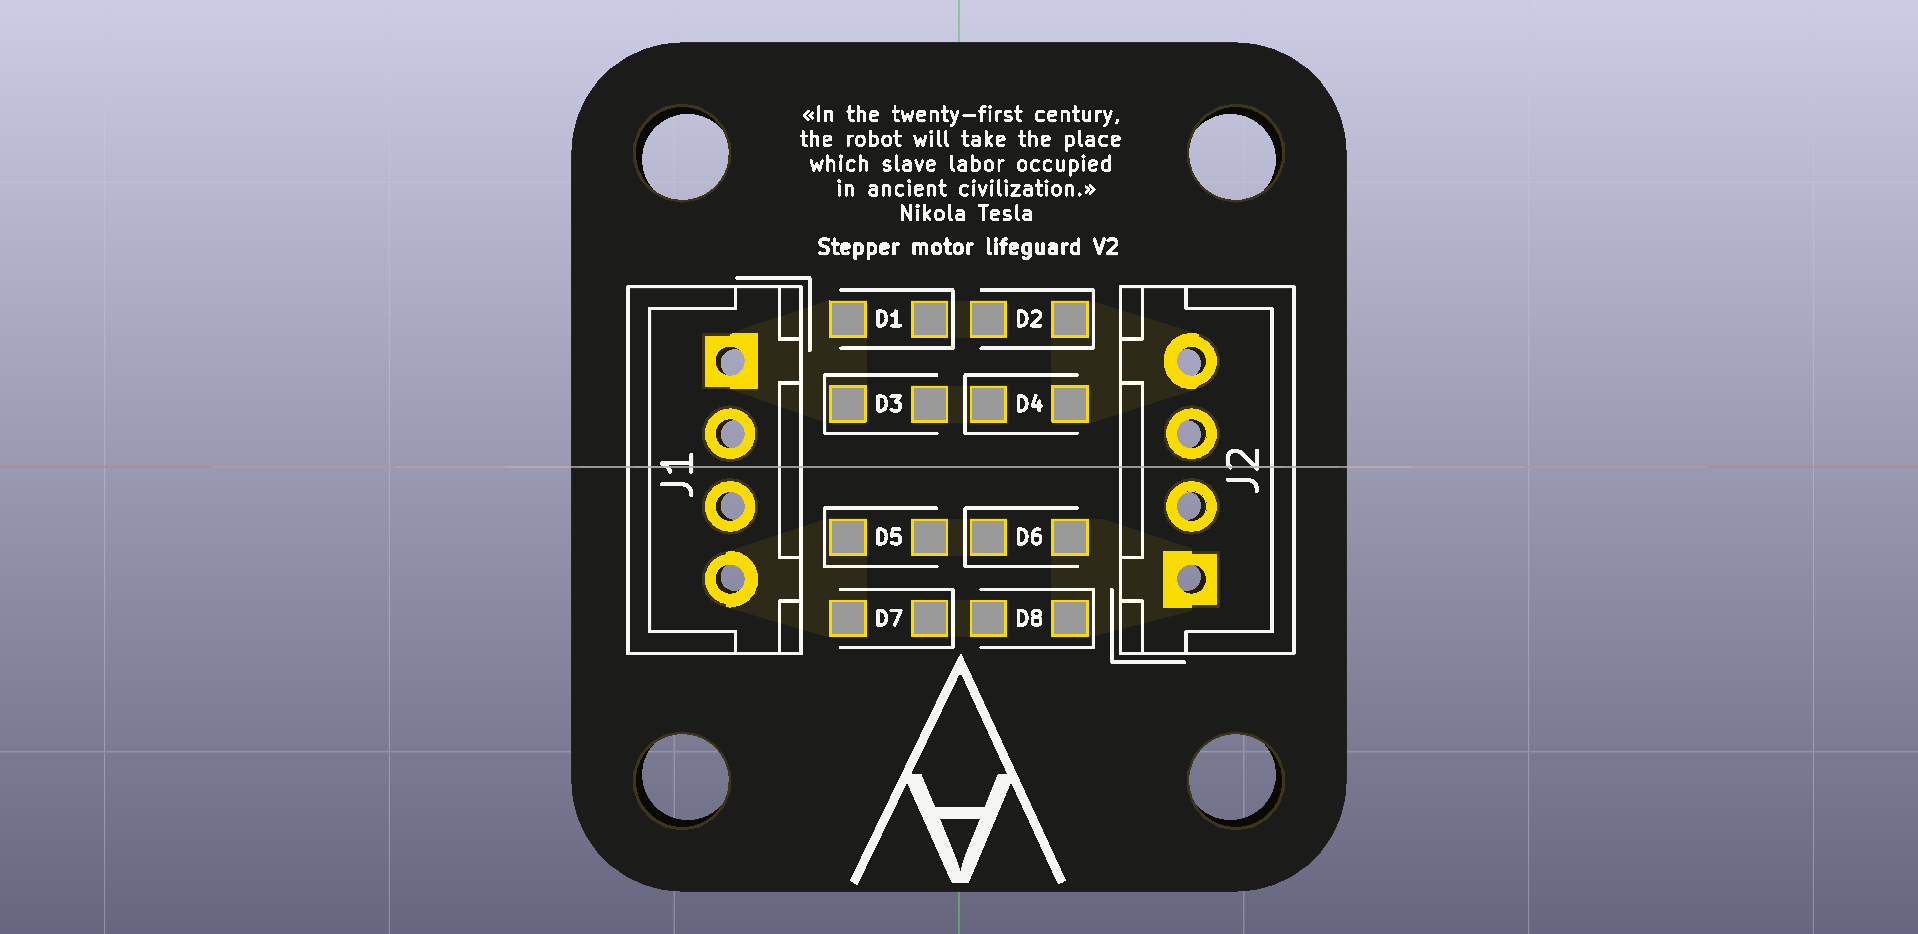 «In the twenty-first century,
the robot will take the place
which slave labor occupied
in ancient civilization.»
Nikola Tesla
Stepper motor lifeguard V2
D1 D2
D3 D4
J1 J2
D5 D6
D7 D8